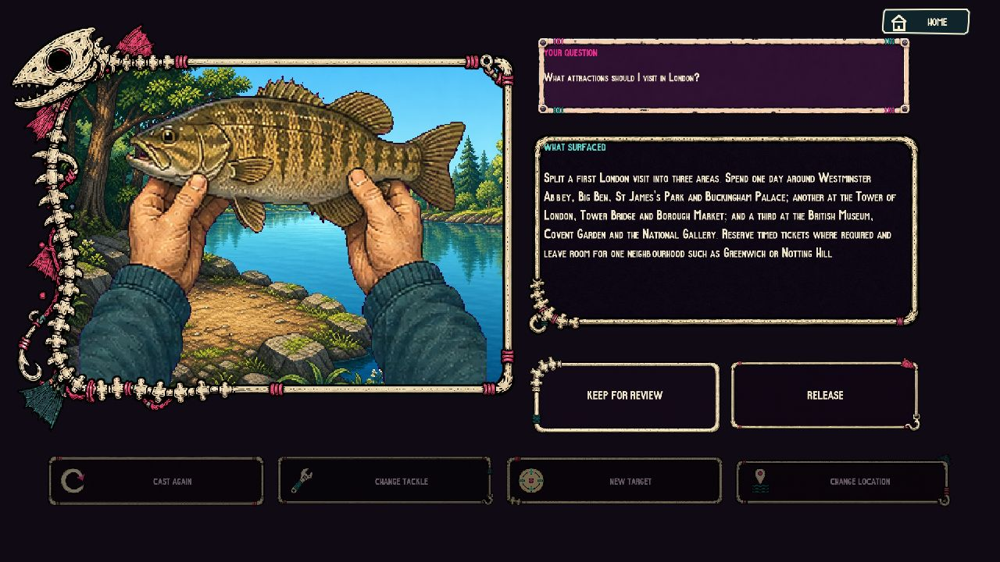 HOME
YOUR QUESTION
What attractions should I visit in London?
WHAT SURFACED
Split a first London visit into three areas. Spend one day around Westminster
Abbey, Big Ben, St James's Park and Buckingham Palace; another at the Tower of
London, Tower Bridge and Borough Market; and a third at the British Museum,
Covent Garden and the National Gallery. Reserve timed tickets where required and
leave room for one neighbourhood such as Greenwich or Notting Hill
KEEP FOR REVIEW
RELEASE
CAST AGAIN
CHANGE TACKLE
NEW TARGET
CHANGE LOCATION